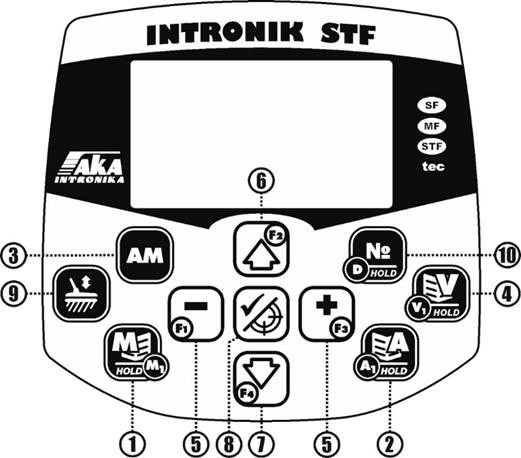 INTRONIK STF
SF
MF
STF
tec
AKA
INTRONIKA
6
F2
3
AM
№
D
HOLD
10
9
F1
F3
V
V1
HOLD
4
M
HOLD
M1
F4
A
A1
HOLD
1
5
8
7
5
2